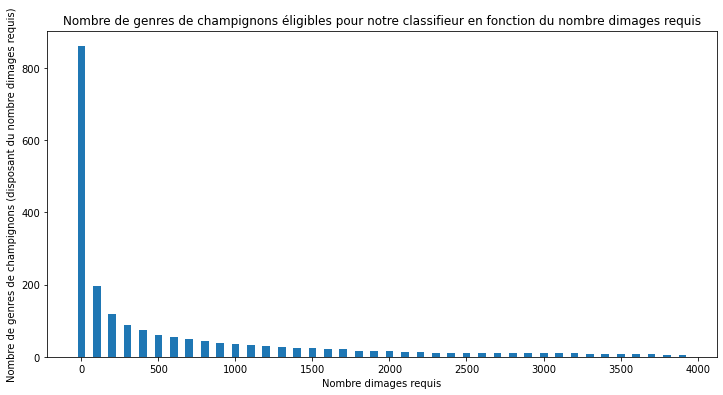 Nombre de genres de champignons éligibles pour notre classifieur en fonction du nombre dimages requis
Nombre de genres de champignons (disposant du nombre dimages requis)
800
600
400
200
0
0 500 1000 1500 2000 2500 3000 3500 4000
Nombre dimages requis